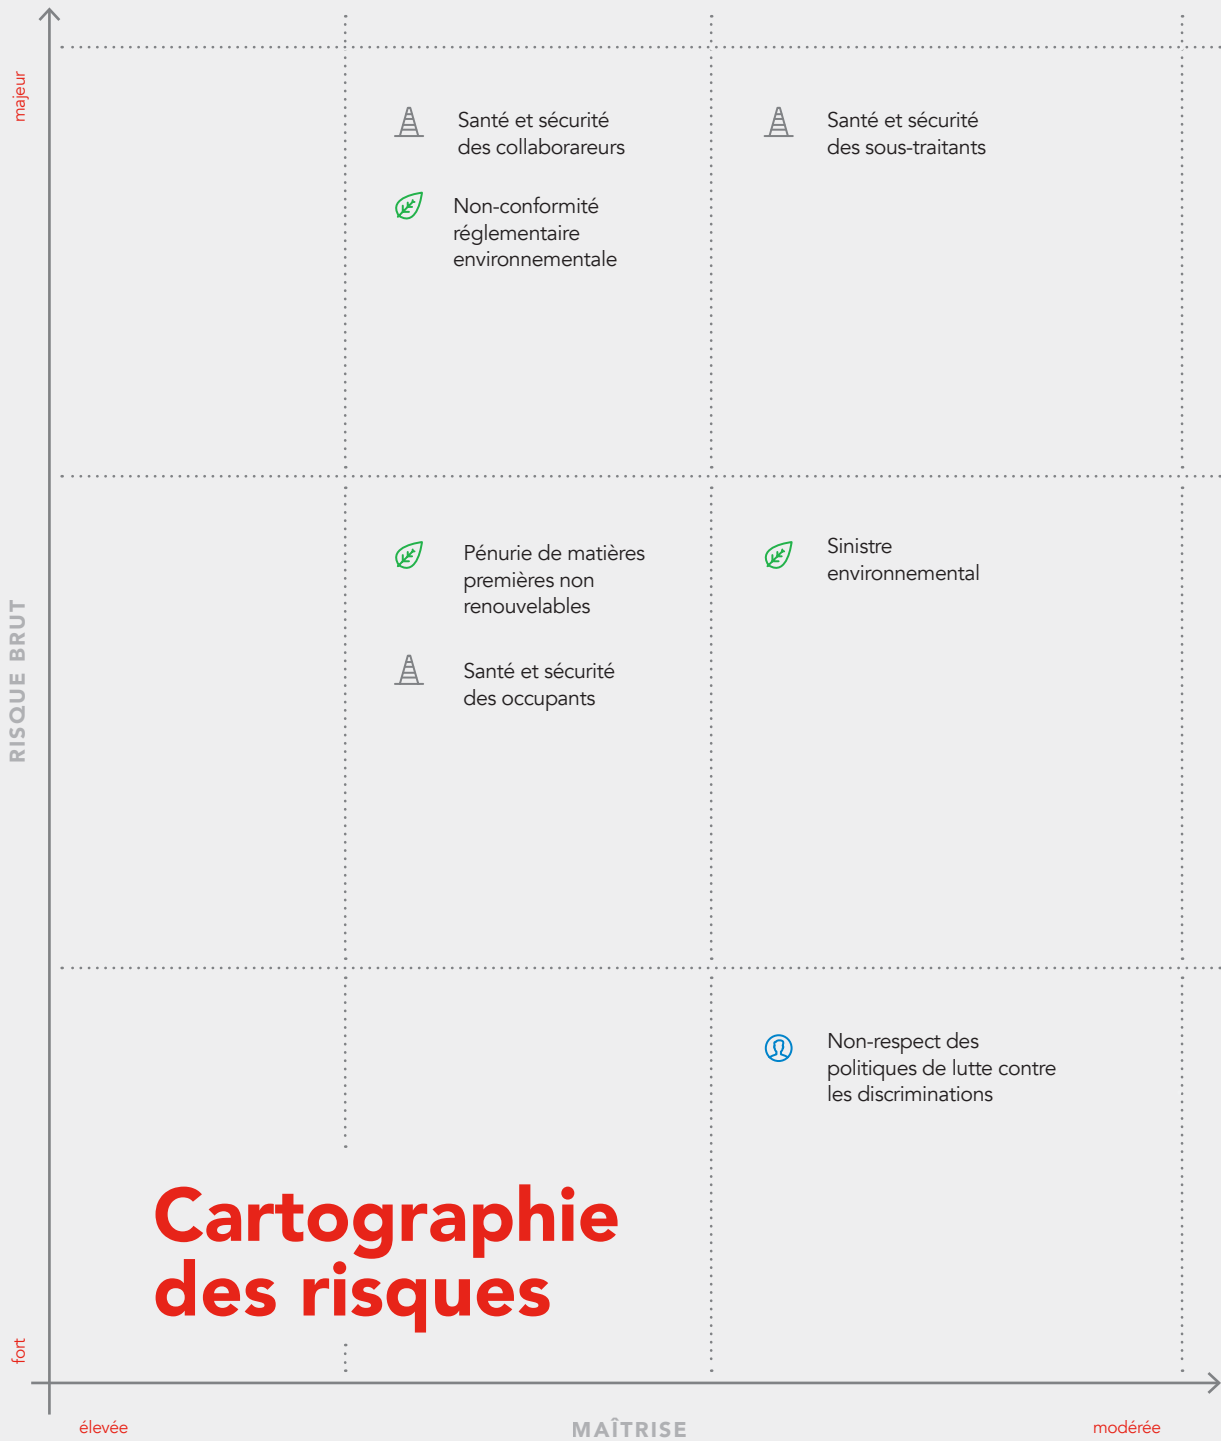 majeur
Santé et sécurité
des collaborareurs
Santé et sécurité
des sous-traitants
Non-conformité
réglementaire
environnementale
RISQUE BRUT
Pénurie de matières
premières non
renouvelables
Sinistre
environnemental
Santé et sécurité
des occupants
Non-respect des
politiques de lutte contre
les discriminations
Cartographie
des risques
fort
élevée
MAÎTRISE
modérée